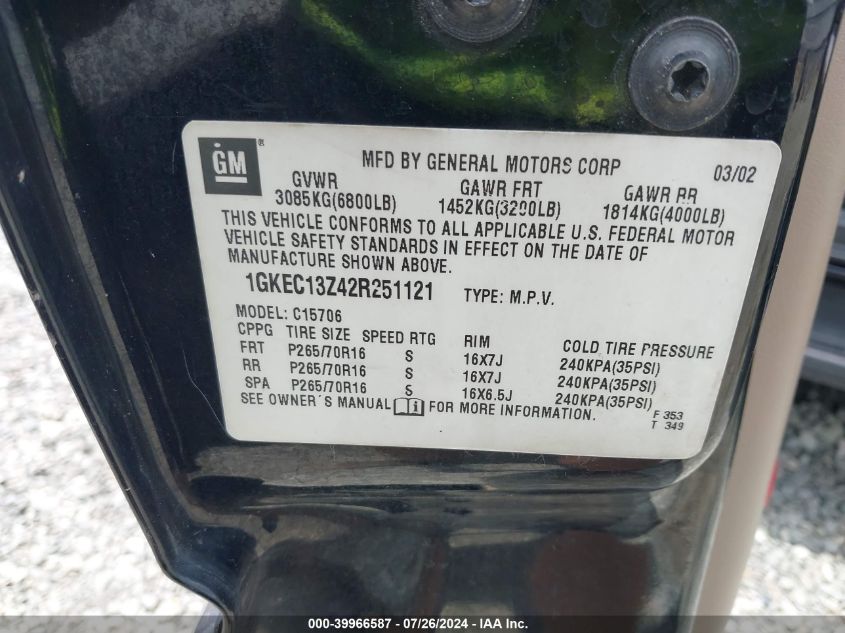 GM®
MFD BY GENERAL MOTORS CORP 03/02
GVWR GAWR FRT GAWR RR
3085KG(6800LB) 1452KG(3200LB) 1814KG(4000LB)
THIS VEHICLE CONFORMS TO ALL APPLICABLE U.S. FEDERAL MOTOR
VEHICLE SAFETY STANDARDS IN EFFECT ON THE DATE OF
MANUFACTURE SHOWN ABOVE.
1GKEC13Z42R251121 TYPE: M.P.V.
MODEL: C15706
CPPG TIRE SIZE SPEED RTG RIM COLD TIRE PRESSURE
FRT P265/70R16 S 16X7J 240KPA(35PSI)
RR P265/70R16 S 16X7J 240KPA(35PSI)
SPA P265/70R16 S 16X6.5J 240KPA(35PSI)
SEE OWNER'S MANUAL i FOR MORE INFORMATION.
F 353
T 349
000-39966587 - 07/26/2024 - IAA Inc.